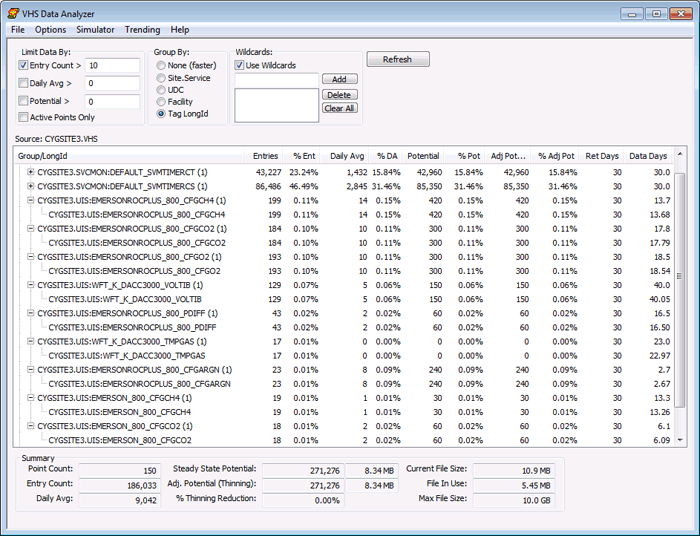 VHS Data Analyzer
File Options Simulator Trending Help
Limit Data By: Group By: Wildcards:
Entry Count > 10 None (faster) Use Wildcards Refresh
Daily Avg > 0 Site.Service Add
Potential > 0 UDC Delete
Facility Clear All
Active Points Only Tag LongId
Source: CYGSITE3.VHS
Group/LongId Entries % Ent Daily Avg % DA Potential % Pot Adj Pot... % Adj Pot Ret Days Data Days
CYGSITE3.SVCMON:DEFAULT_SVMTIMERCT (1) 43,227 23.24% 1,432 15.84% 42,960 15.84% 42,960 15.84% 30 30.0
CYGSITE3.SVCMON:DEFAULT_SVMTIMERCS (1) 86,486 46.49% 2,845 31.46% 85,350 31.46% 85,350 31.46% 30 30.0
CYGSITE3.UIS:EMERSONROCPLUS_800_CFGCH4 (1) 199 0.11% 14 0.15% 420 0.15% 420 0.15% 30 13.7
CYGSITE3.UIS:EMERSONROCPLUS_800_CFGCH4 199 0.11% 14 0.15% 420 0.15% 420 0.15% 30 13.68
CYGSITE3.UIS:EMERSONROCPLUS_800_CFGCO2 (1) 184 0.10% 10 0.11% 300 0.11% 300 0.11% 30 17.8
CYGSITE3.UIS:EMERSONROCPLUS_800_CFGCO2 184 0.10% 10 0.11% 300 0.11% 300 0.11% 30 17.79
CYGSITE3.UIS:EMERSONROCPLUS_800_CFGO2 (1) 193 0.10% 10 0.11% 300 0.11% 300 0.11% 30 18.5
CYGSITE3.UIS:EMERSONROCPLUS_800_CFGO2 193 0.10% 10 0.11% 300 0.11% 300 0.11% 30 18.54
CYGSITE3.UIS:WFT_K_DACC3000_VOLTIB (1) 129 0.07% 5 0.06% 150 0.06% 150 0.06% 30 40.0
CYGSITE3.UIS:WFT_K_DACC3000_VOLTIB 129 0.07% 5 0.06% 150 0.06% 150 0.06% 30 40.05
CYGSITE3.UIS:EMERSONROCPLUS_800_PDIFF (1) 43 0.02% 2 0.02% 60 0.02% 60 0.02% 30 16.5
CYGSITE3.UIS:EMERSONROCPLUS_800_PDIFF 43 0.02% 2 0.02% 60 0.02% 60 0.02% 30 16.50
CYGSITE3.UIS:WFT_K_DACC3000_TMPGAS (1) 17 0.01% 0 0.00% 0 0.00% 0 0.00% 30 23.0
CYGSITE3.UIS:WFT_K_DACC3000_TMPGAS 17 0.01% 0 0.00% 0 0.00% 0 0.00% 30 22.97
CYGSITE3.UIS:EMERSONROCPLUS_800_CFGARGN (1) 23 0.01% 8 0.09% 240 0.09% 240 0.09% 30 2.7
CYGSITE3.UIS:EMERSONROCPLUS_800_CFGARGN 23 0.01% 8 0.09% 240 0.09% 240 0.09% 30 2.67
CYGSITE3.UIS:EMERSON_800_CFGCH4 (1) 19 0.01% 1 0.01% 30 0.01% 30 0.01% 30 13.3
CYGSITE3.UIS:EMERSON_800_CFGCH4 19 0.01% 1 0.01% 30 0.01% 30 0.01% 30 13.26
CYGSITE3.UIS:EMERSON_800_CFGCO2 (1) 18 0.01% 2 0.02% 60 0.02% 60 0.02% 30 6.1
CYGSITE3.UIS:EMERSON_800_CFGCO2 18 0.01% 2 0.02% 60 0.02% 60 0.02% 30 6.09
Summary
Point Count: 150 Steady State Potential: 271,276 8.34 MB Current File Size: 10.9 MB
Entry Count: 186,033 Adj. Potential (Thinning): 271,276 8.34 MB File In Use: 5.45 MB
Daily Avg: 9,042 % Thinning Reduction: 0.00% Max File Size: 10.0 GB